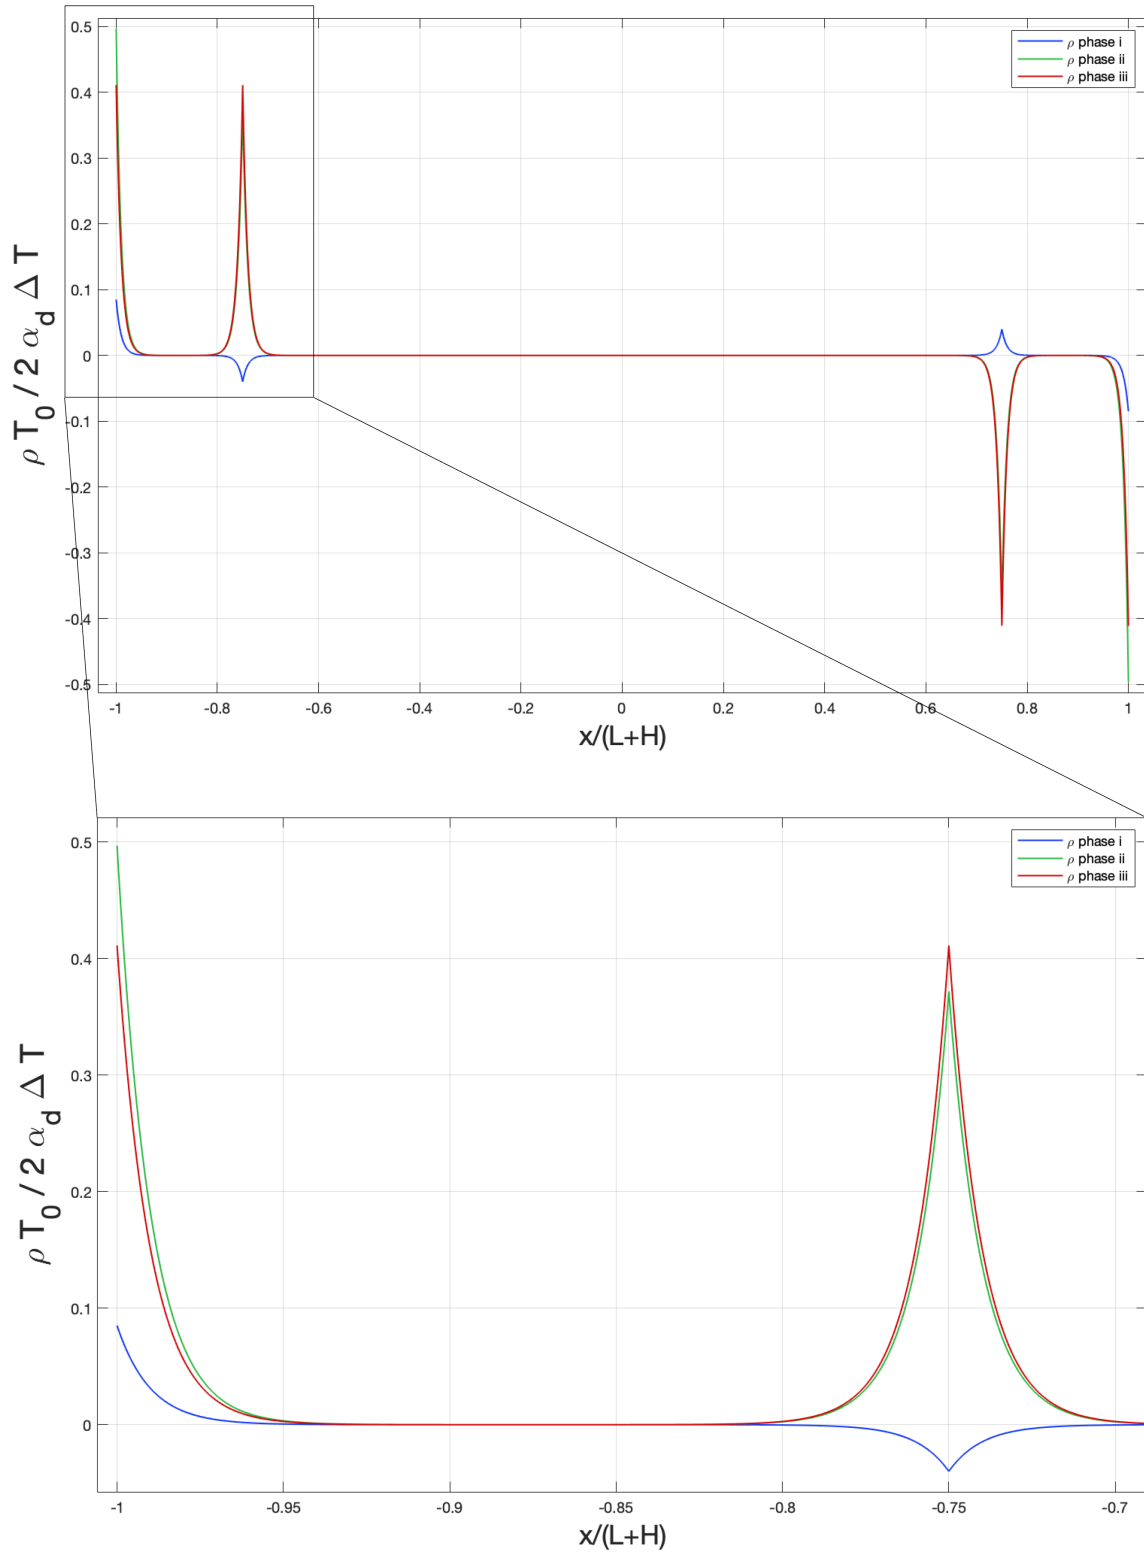 0.5
0.4
0.3
0.2
0.1
0
-0.1
-0.2
-0.3
-0.4
-0.5
ρ T₀ / 2 α_d Δ T
ρ phase i
ρ phase ii
ρ phase iii
-1 -0.8 -0.6 -0.4 -0.2 0 0.2 0.4 0.6 0.8 1
x/(L+H)
0.5
0.4
0.3
0.2
0.1
0
ρ T₀ / 2 α_d Δ T
ρ phase i
ρ phase ii
ρ phase iii
-1 -0.95 -0.9 -0.85 -0.8 -0.75 -0.7
x/(L+H)